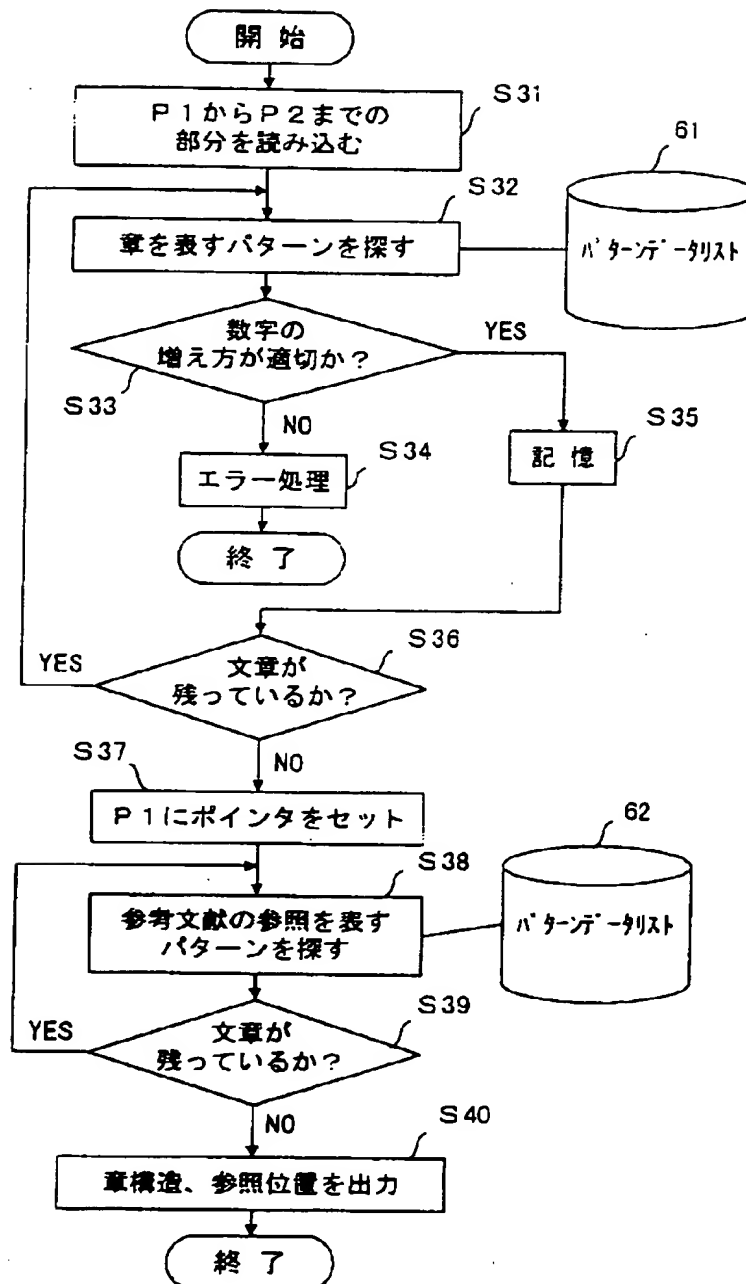 開始
S31
P1からP2までの
部分を読み込む
61
S32
章を表すパターンを探す
パターンデータリスト
数字の
増え方が適切か?
YES
S33
NO
S34
S35
エラー処理
記憶
終了
S36
YES
文章が
残っているか?
S37
NO
P1にポインタをセット
62
S38
参考文献の参照を表す
パターンを探す
パターンデータリスト
S39
YES
文章が
残っているか?
NO
S40
章構造、参照位置を出力
終了